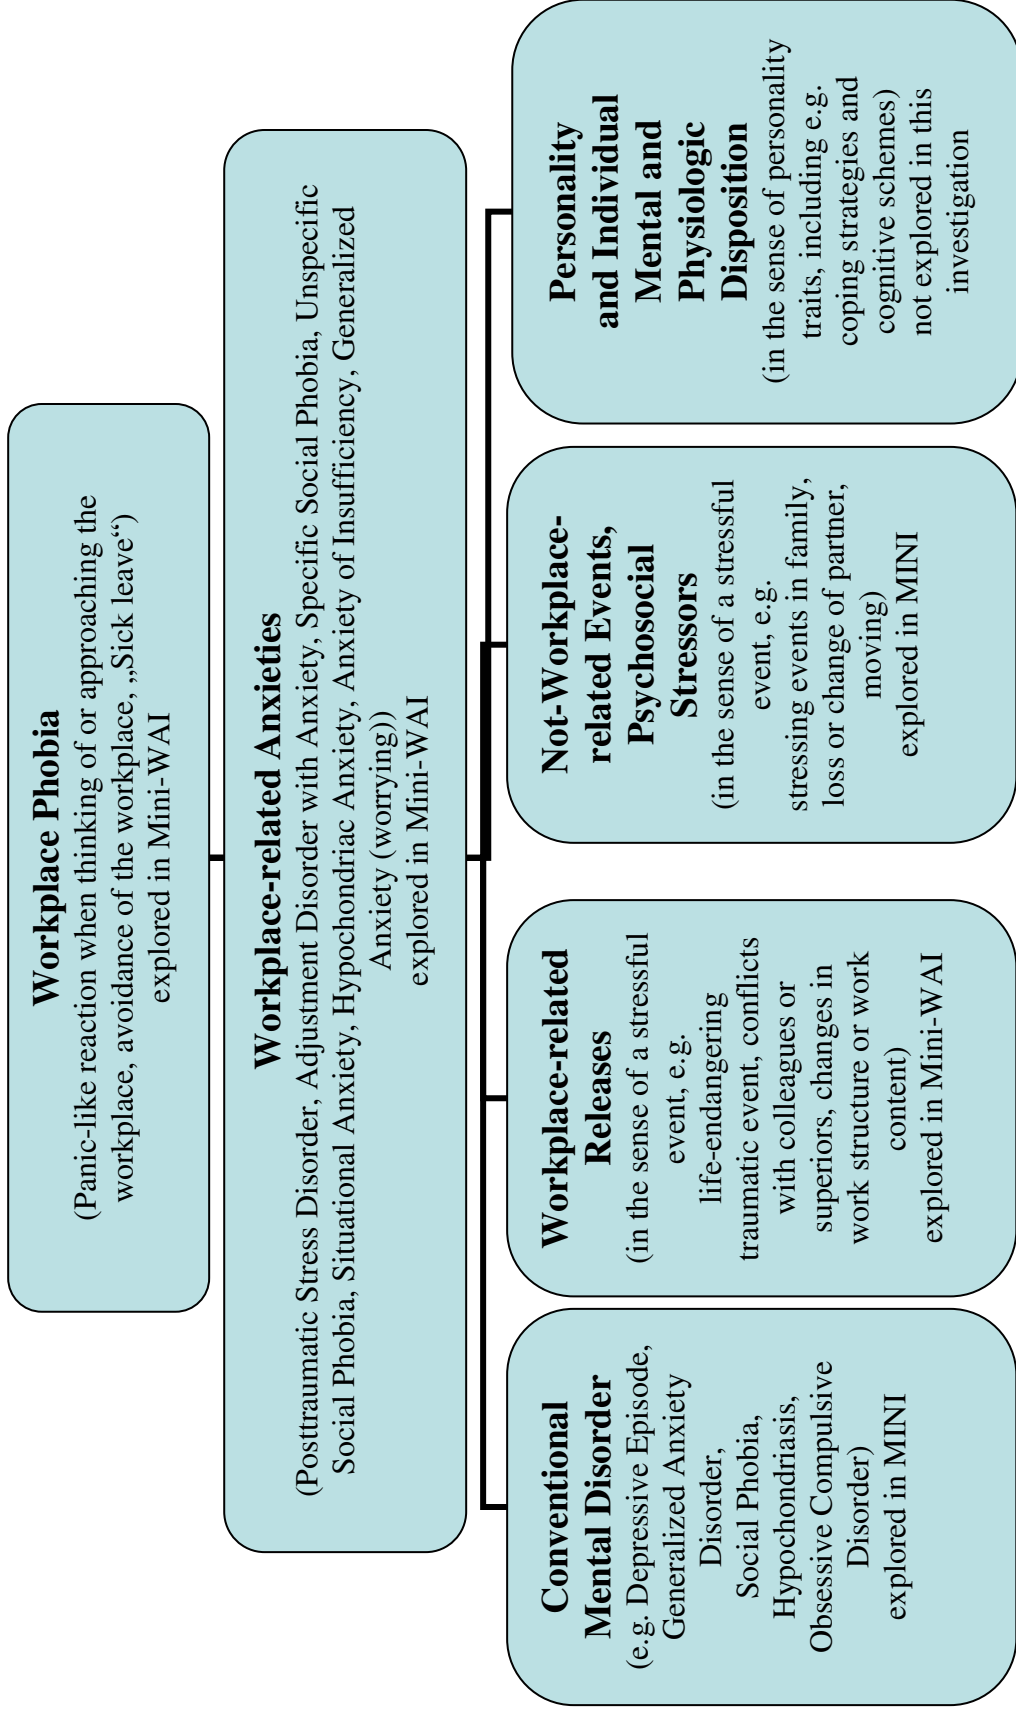 Workplace Phobia
(Panic-like reaction when thinking of or approaching the
workplace, avoidance of the workplace, „Sick leave“)
explored in Mini-WAI
Workplace-related Anxieties
(Posttraumatic Stress Disorder, Adjustment Disorder with Anxiety, Specific Social Phobia, Unspecific
Social Phobia, Situational Anxiety, Hypochondriac Anxiety, Anxiety of Insufficiency, Generalized
Anxiety (worrying))
explored in Mini-WAI
Conventional
Mental Disorder
(e.g. Depressive Episode,
Generalized Anxiety
Disorder,
Social Phobia,
Hypochondriasis,
Obsessive Compulsive
Disorder)
explored in MINI
Workplace-related
Releases
(in the sense of a stressful
event, e.g.
life-endangering
traumatic event, conflicts
with colleagues or
superiors, changes in
work structure or work
content)
explored in Mini-WAI
Not-Workplace-
related Events,
Psychosocial
Stressors
(in the sense of a stressful
event, e.g.
stressing events in family,
loss or change of partner,
moving)
explored in MINI
Personality
and Individual
Mental and
Physiologic
Disposition
(in the sense of personality
traits, including e.g.
coping strategies and
cognitive schemes)
not explored in this
investigation